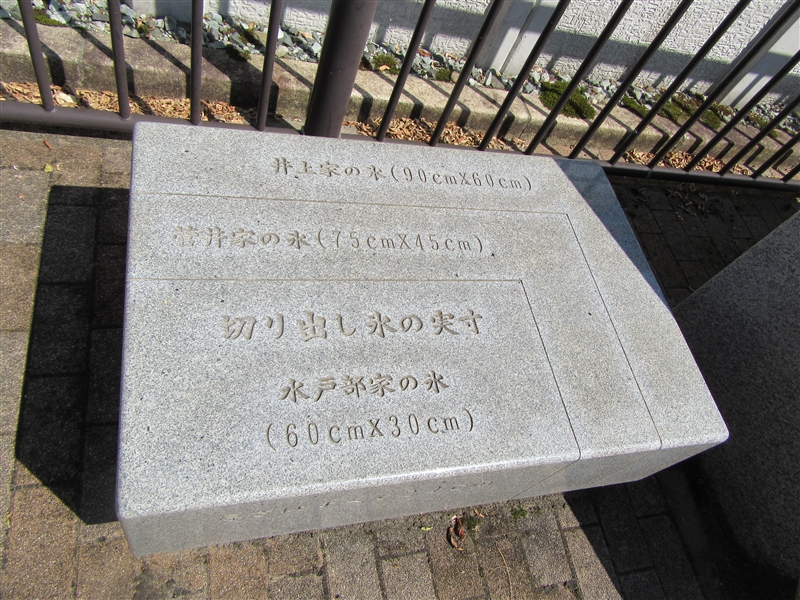 井上家の氷(90cmX60cm)
菅井家の氷(75cmX45cm)
切り出し氷の実寸
水戸部家の氷
(60cmX30cm)